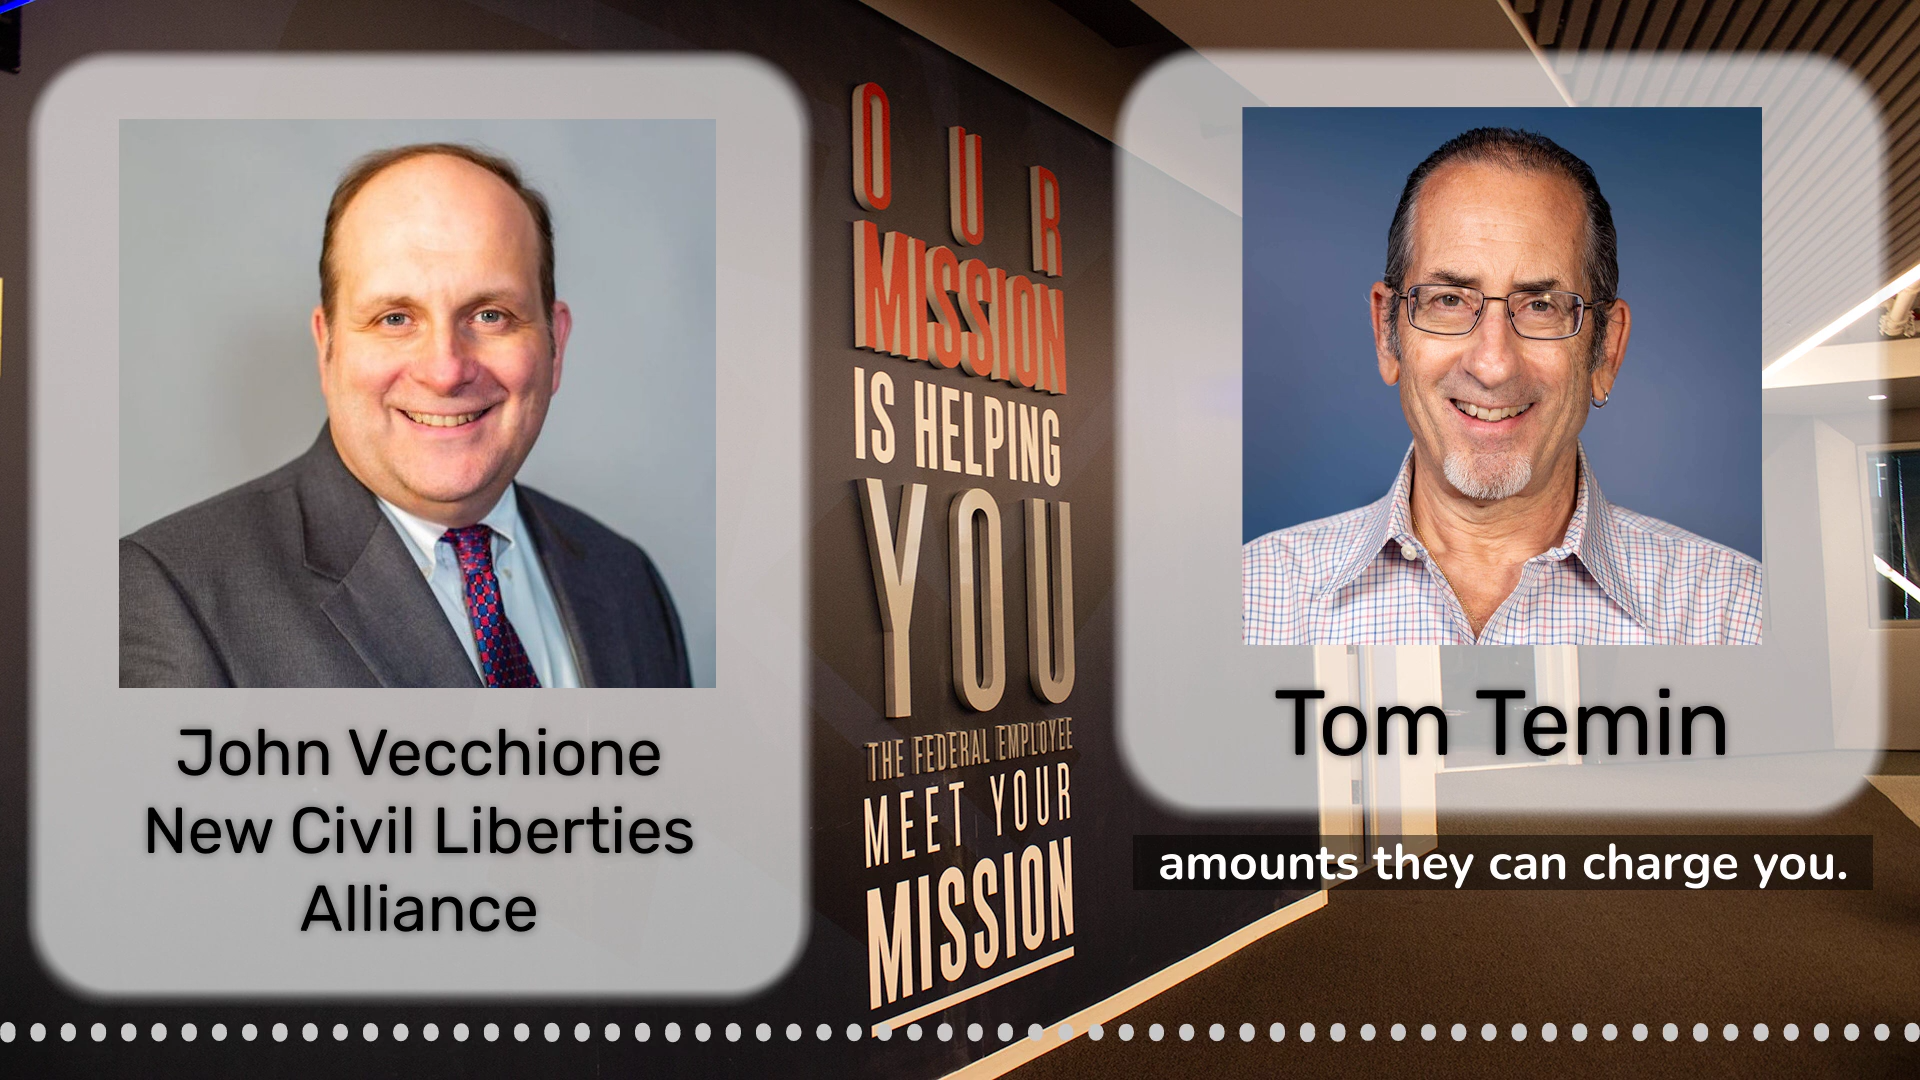 John Vecchione
New Civil Liberties
Alliance
OUR
MISSION
IS HELPING
YOU
THE FEDERAL EMPLOYEE
MEET YOUR
MISSION
Tom Temin
amounts they can charge you.